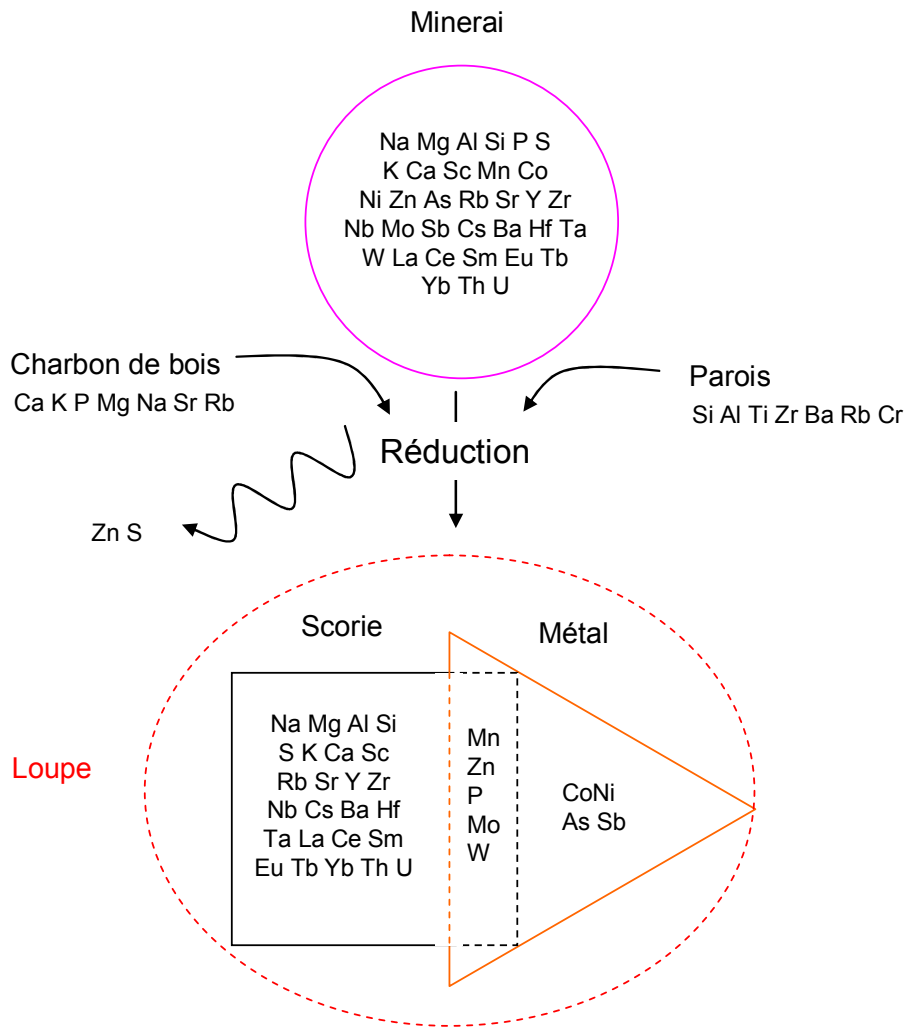 Minerai
Na Mg Al Si P S
K Ca Sc Mn Co
Ni Zn As Rb Sr Y Zr
Nb Mo Sb Cs Ba Hf Ta
W La Ce Sm Eu Tb
Yb Th U
Charbon de bois
Ca K P Mg Na Sr Rb
Parois
Si Al Ti Zr Ba Rb Cr
Réduction
Zn S
Scorie
Métal
Na Mg Al Si
S K Ca Sc
Rb Sr Y Zr
Nb Cs Ba Hf
Ta La Ce Sm
Eu Tb Yb Th U
Mn
Zn
P
Mo
W
CoNi
As Sb
Loupe